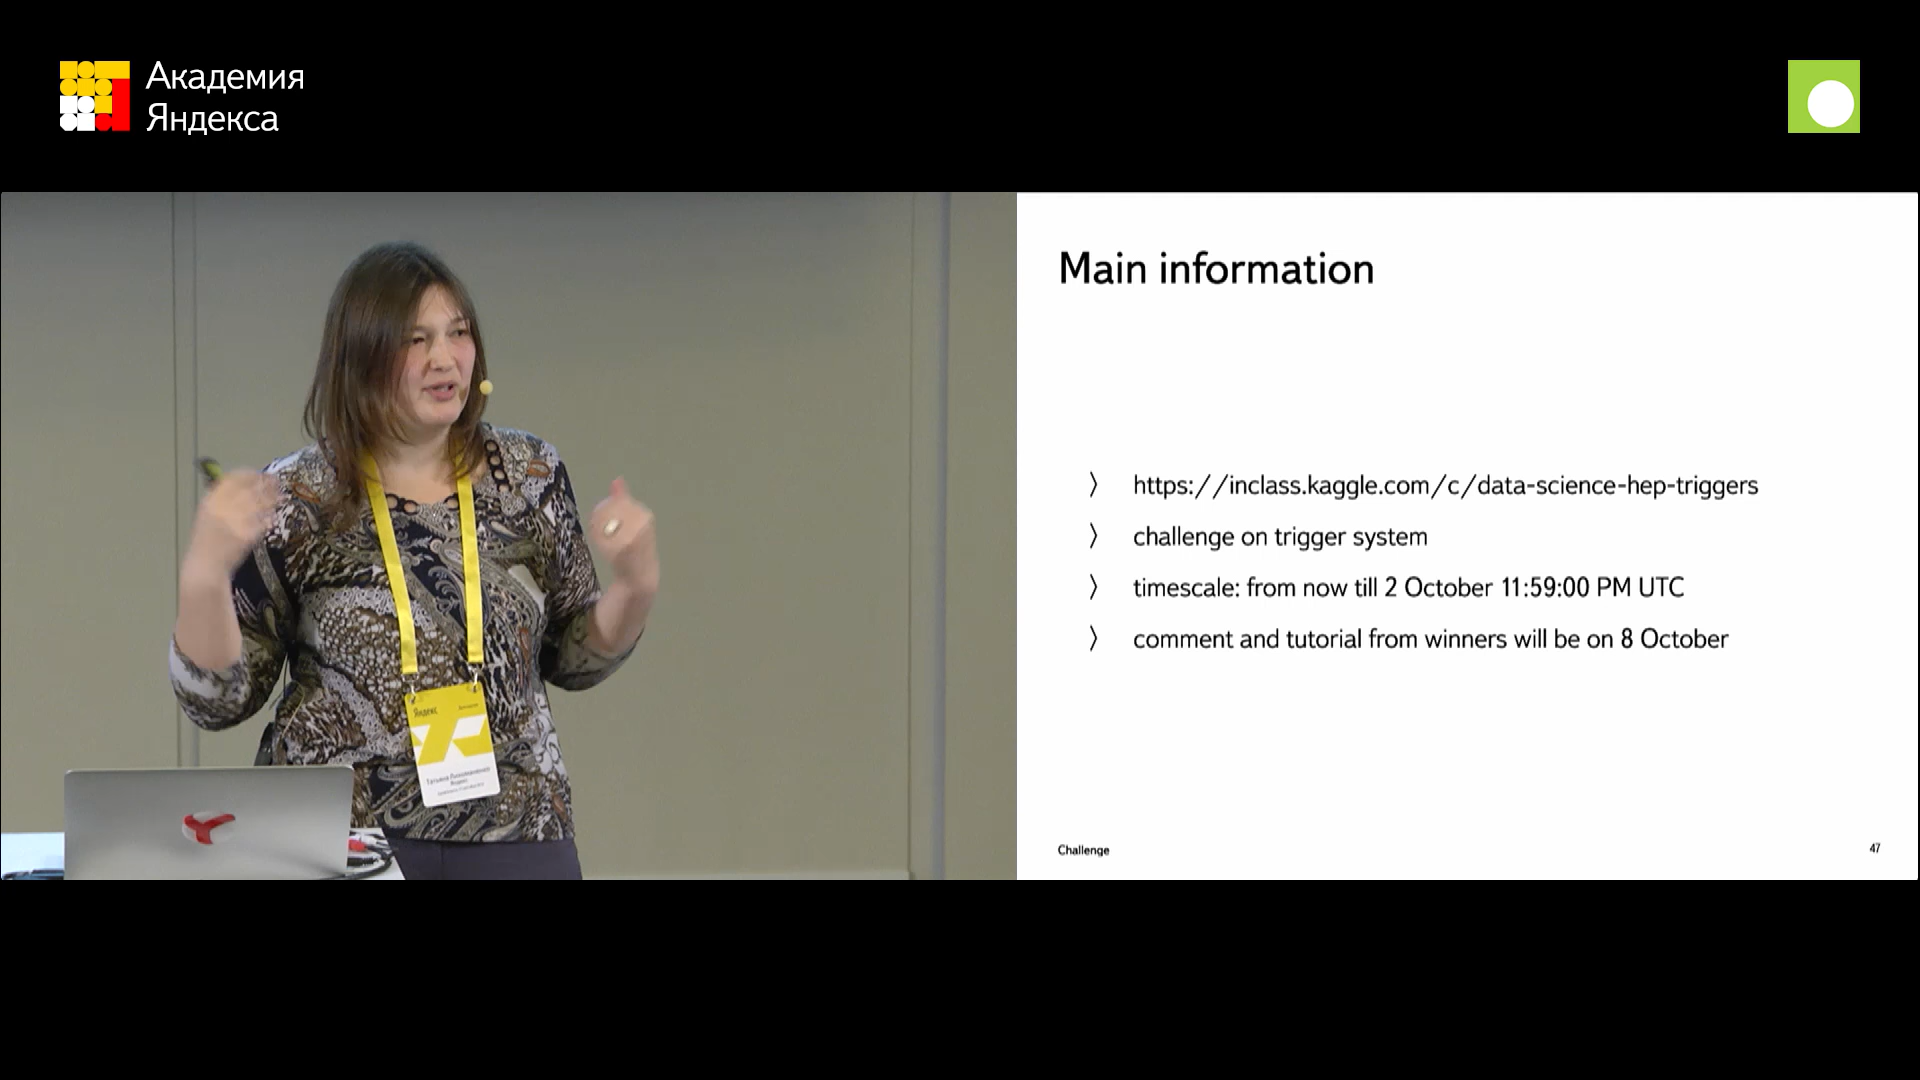 Академия
Яндекса
Main information
〉 https://inclass.kaggle.com/c/data-science-hep-triggers
〉 challenge on trigger system
〉 timescale: from now till 2 October 11:59:00 PM UTC
〉 comment and tutorial from winners will be on 8 October
Challenge
47
Яндекс
Татьяна